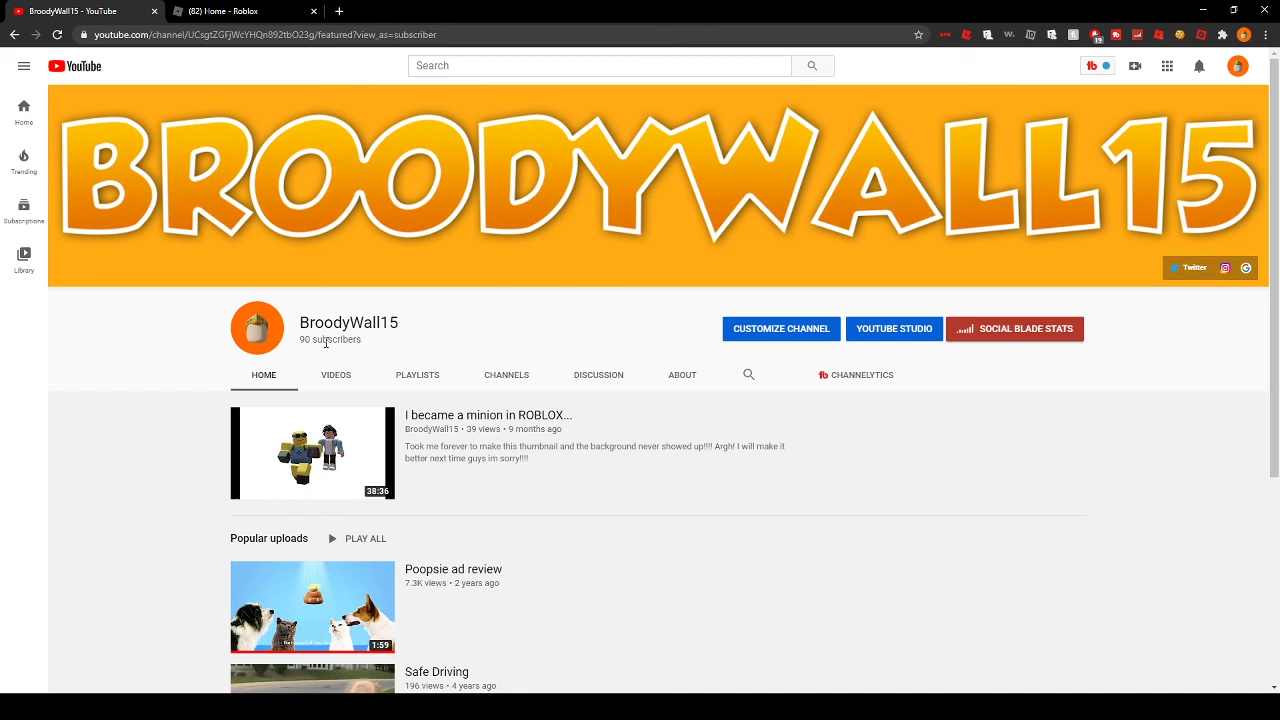 BroodyWall15 - YouTube
(82) Home - Roblox
youtube.com/channel/UCsgtZGFjWcYHQn892tbO23g/featured?view_as=subscriber
19
YouTube
Search
tb
Home
Trending
Subscriptions
Library
BROODYWALL15
Twitter
G
BroodyWall15
90 subscribers
CUSTOMIZE CHANNEL
YOUTUBE STUDIO
SOCIAL BLADE STATS
HOME
VIDEOS
PLAYLISTS
CHANNELS
DISCUSSION
ABOUT
tb CHANNELYTICS
I became a minion in ROBLOX...
BroodyWall15 • 39 views • 9 months ago
Took me forever to make this thumbnail and the background never showed up!!!! Argh! I will make it
better next time guys im sorry!!!!
38:36
Popular uploads
PLAY ALL
Poopsie ad review
7.3K views • 2 years ago
1:59
Safe Driving
196 views • 4 years ago